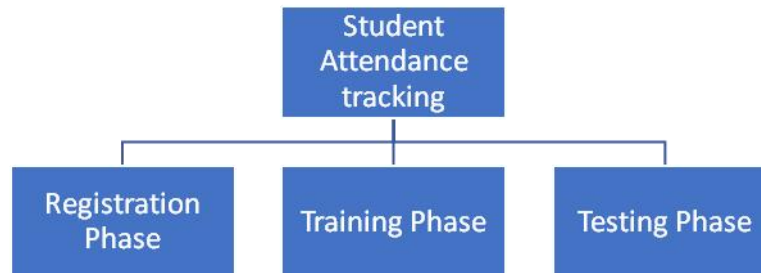 Student
Attendance
tracking
Registration
Phase
Training Phase
Testing Phase